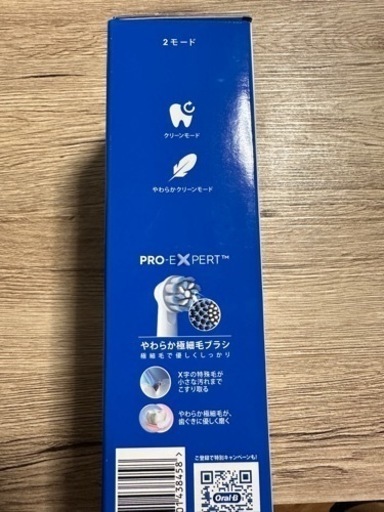 2モード
クリーンモード
やわらかクリーンモード
PRO-EXPERT™
やわらか極細毛ブラシ
極細毛で優しくしっかり
X字の特殊毛が
小さな汚れまで
こすり取る
やわらか極細毛が、
歯ぐきに優しく磨く
ご登録で特別キャンペーンも!
Oral-B
01438458>